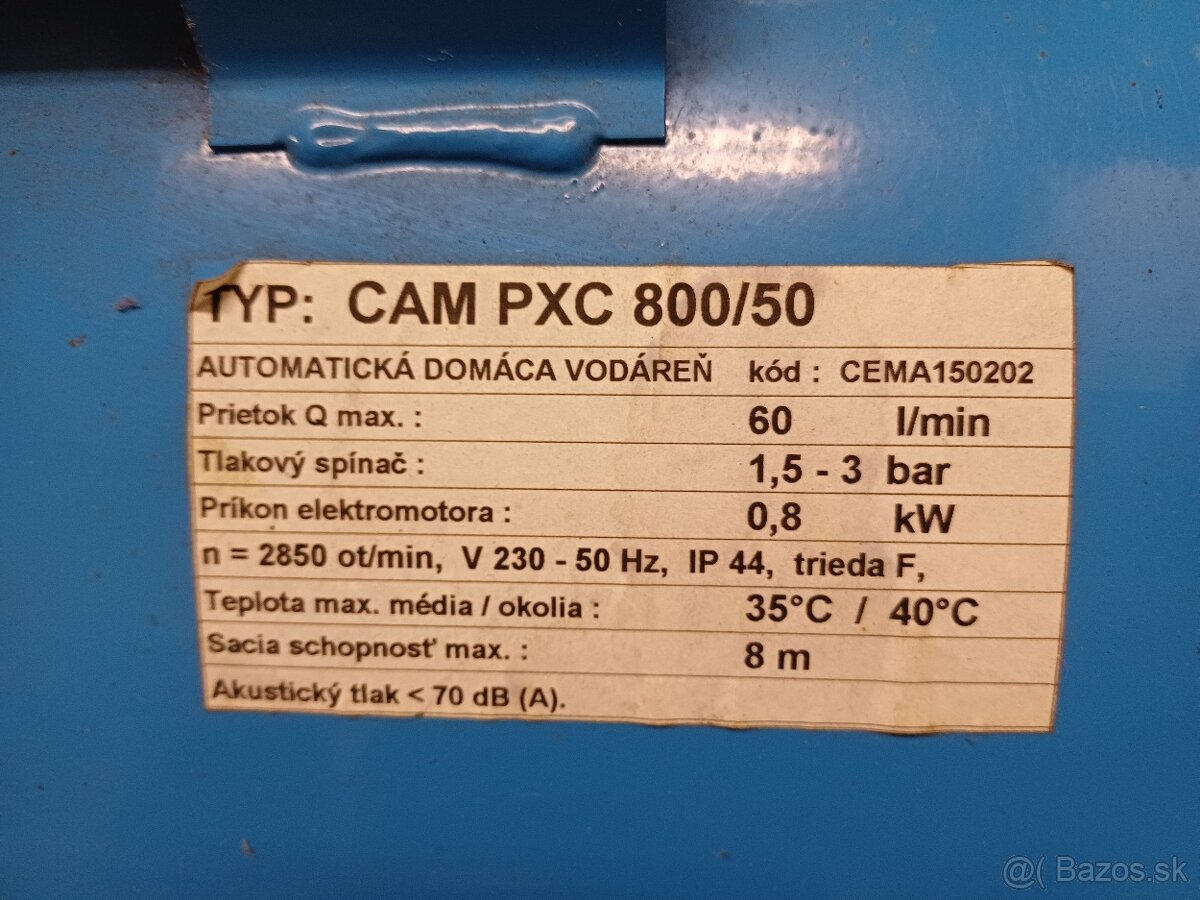 TYP: CAM PXC 800/50
AUTOMATICKÁ DOMÁCA VODÁREŇ kód : CEMA150202
Prietok Q max. : 60 l/min
Tlakový spínač : 1,5 - 3 bar
Príkon elektromotora : 0,8 kW
n = 2850 ot/min, V 230 - 50 Hz, IP 44, trieda F,
Teplota max. média / okolia : 35°C / 40°C
Sacia schopnosť max. : 8 m
Akustický tlak < 70 dB (A).
@( Bazos.sk